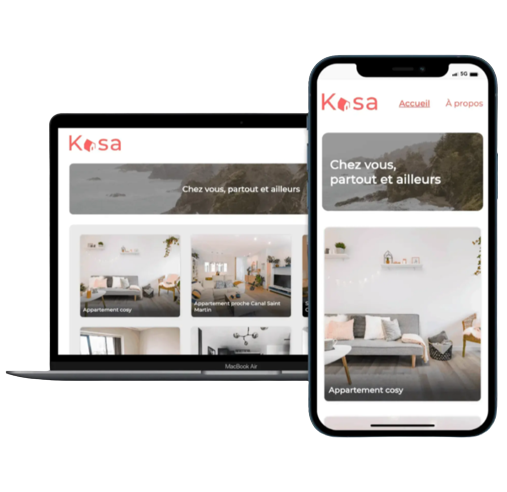 Kasa
Chez vous, partout et ailleurs
Appartement cosy
Appartement proche Canal Saint
Martin
MacBook Air
5G
Kasa
Accueil
À propos
Chez vous,
partout et ailleurs
Appartement cosy